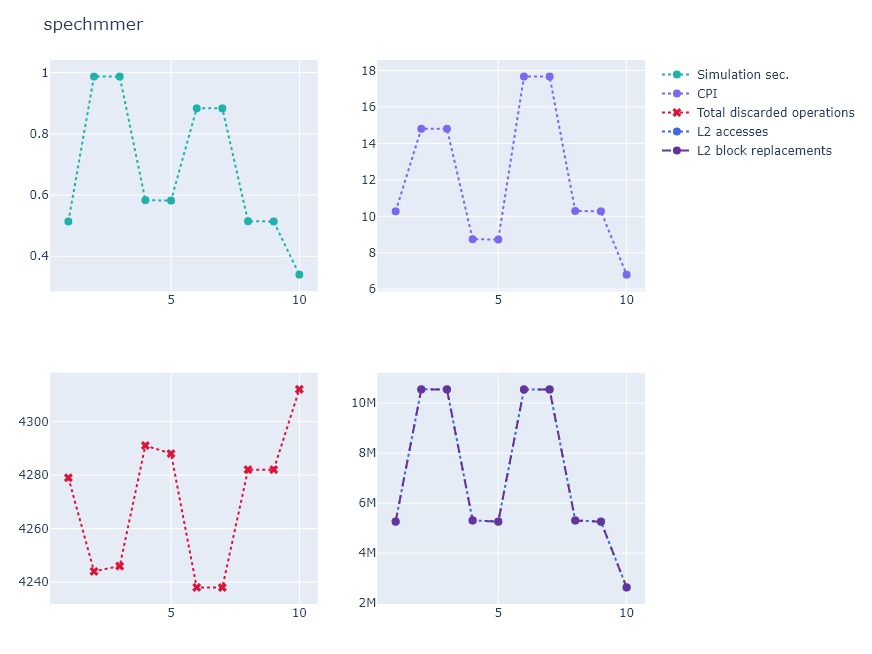 spechmmer
1
0.8
0.6
0.4
5
10
18
16
14
12
10
8
6
5
10
Simulation sec.
CPI
Total discarded operations
L2 accesses
L2 block replacements
4300
4280
4260
4240
5
10
10M
8M
6M
4M
2M
5
10